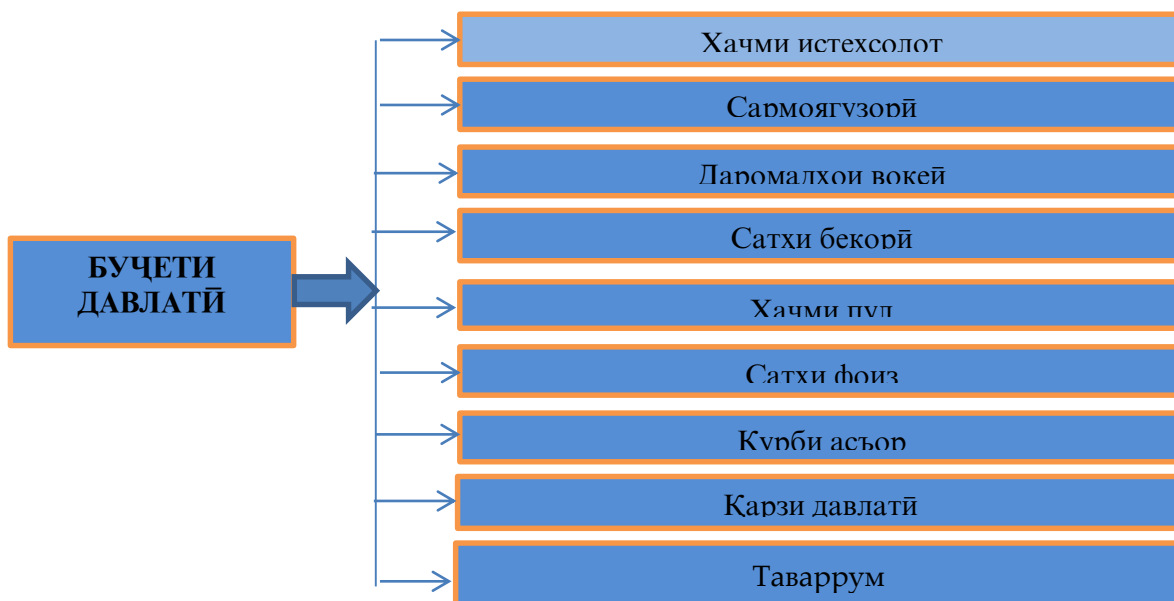 БУҶЕТИ
ДАВЛАТӢ
Ҳаҷми истеҳсолот
Сармоягузорӣ
Даромадҳои воқеӣ
Сатҳи бекорӣ
Ҳаҷми пул
Сатҳи фоиз
Қурби асъор
Қарзи давлатӣ
Таваррум